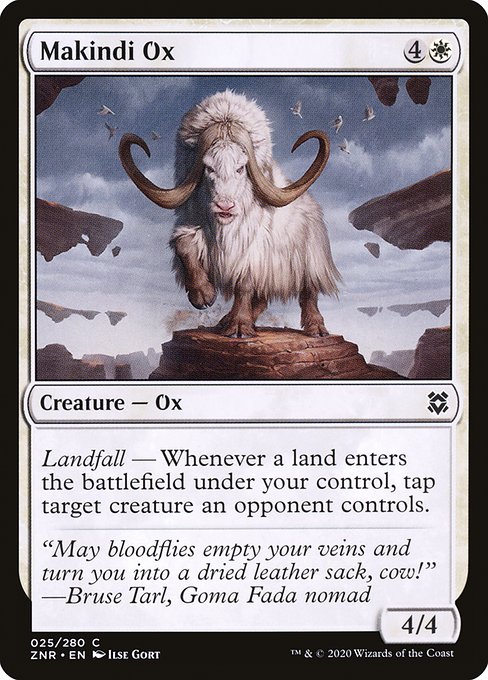 Makindi Ox 4
Creature — Ox
Landfall — Whenever a land enters
the battlefield under your control, tap
target creature an opponent controls.
“May bloodflies empty your veins and
turn you into a dried leather sack, cow!”
—Bruse Tarl, Goma Fada nomad
4/4
025/280 C
ZNR • EN Ilse Gort
™ & © 2020 Wizards of the Coast